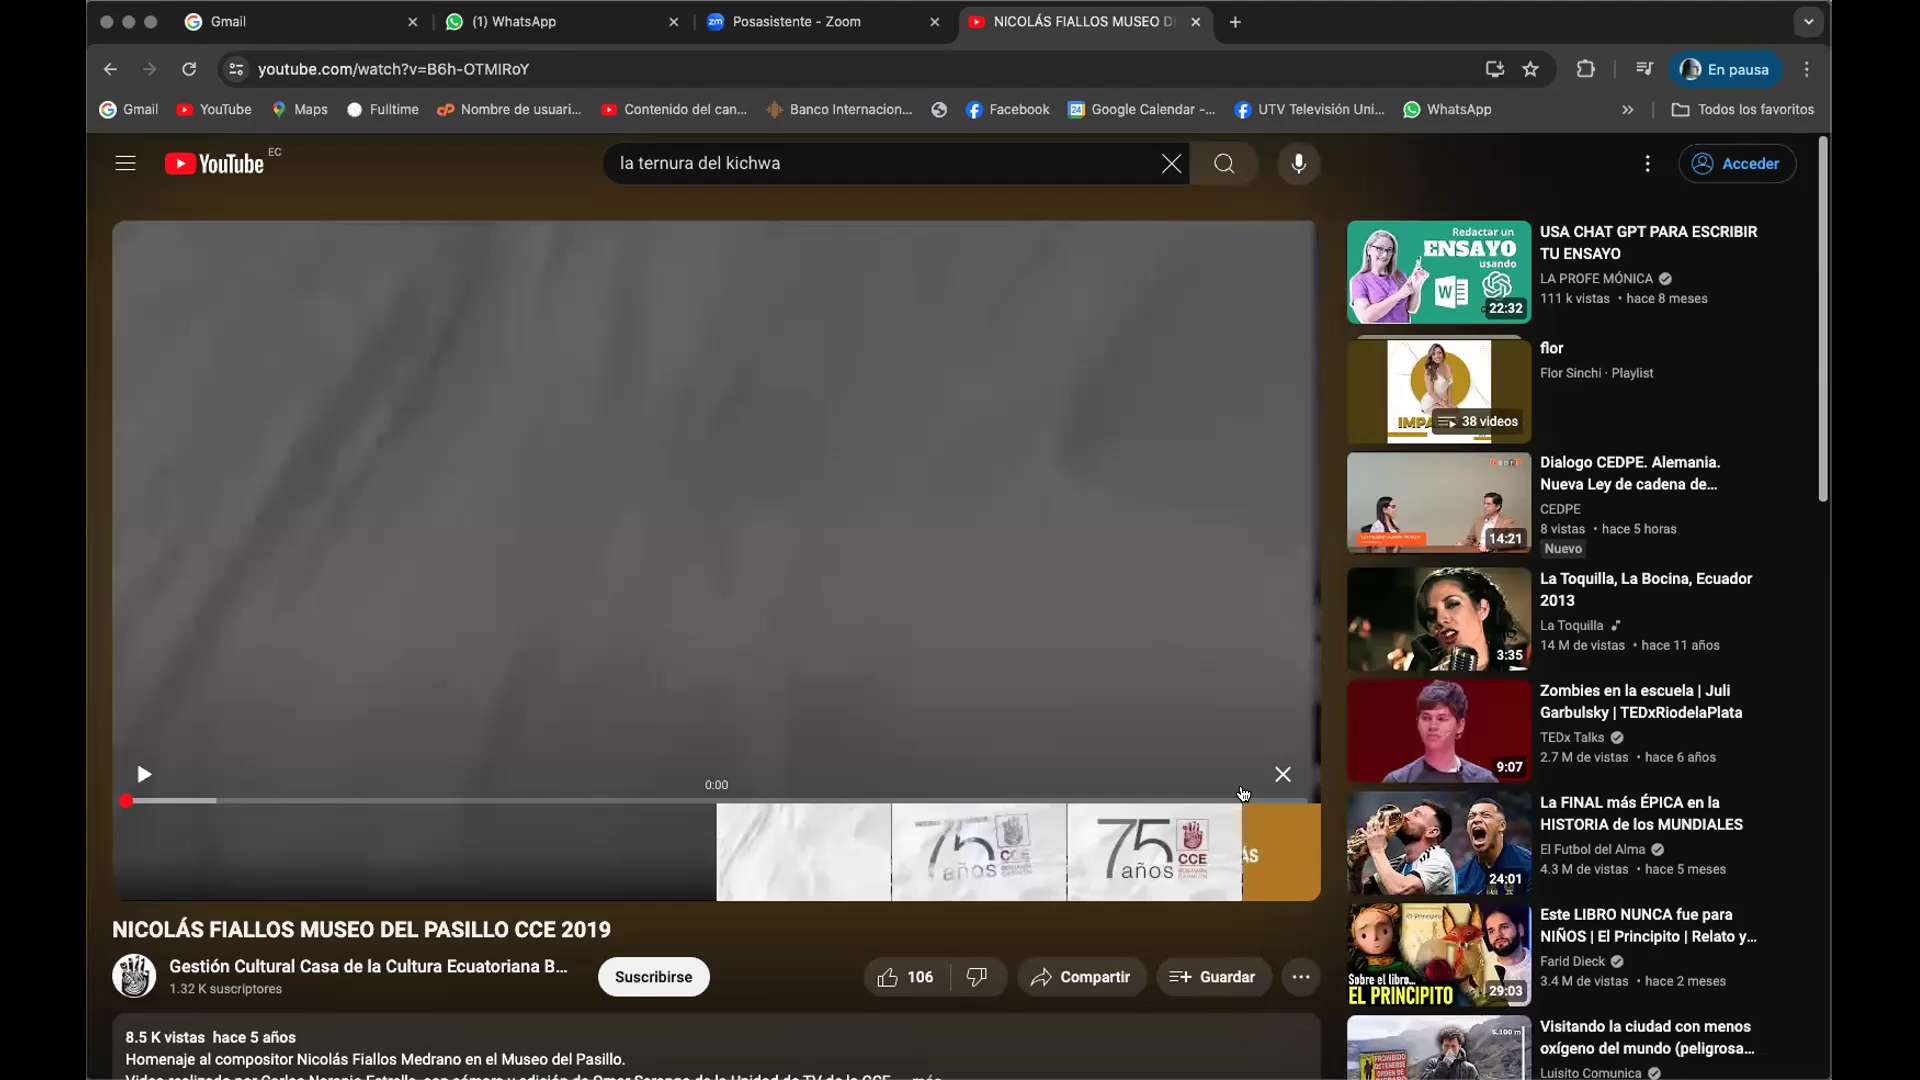 Gmail
(1) WhatsApp
Posasistente - Zoom
NICOLÁS FIALLOS MUSEO D
youtube.com/watch?v=B6h-OTMIRoY
En pausa
Gmail
YouTube
Maps
Fulltime
Nombre de usuari...
Contenido del can...
Banco Internacion...
Facebook
Google Calendar -...
UTV Televisión Uni...
WhatsApp
Todos los favoritos
YouTube EC
la ternura del kichwa
Acceder
0:00
75 años CCE
75 años CCE
ÁS
NICOLÁS FIALLOS MUSEO DEL PASILLO CCE 2019
Gestión Cultural Casa de la Cultura Ecuatoriana B...
1.32 K suscriptores
Suscribirse
106
Compartir
Guardar
8.5 K vistas hace 5 años
Homenaje al compositor Nicolás Fiallos Medrano en el Museo del Pasillo.
Redactar un
ENSAYO
usando
22:32
USA CHAT GPT PARA ESCRIBIR
TU ENSAYO
LA PROFE MÓNICA
111 k vistas • hace 8 meses
38 videos
flor
Flor Sinchi · Playlist
14:21
Dialogo CEDPE. Alemania.
Nueva Ley de cadena de...
CEDPE
8 vistas • hace 5 horas
Nuevo
3:35
La Toquilla, La Bocina, Ecuador
2013
La Toquilla
14 M de vistas • hace 11 años
9:07
Zombies en la escuela | Juli
Garbulsky | TEDxRiodelaPlata
TEDx Talks
2.7 M de vistas • hace 6 años
24:01
La FINAL más ÉPICA en la
HISTORIA de los MUNDIALES
El Futbol del Alma
4.3 M de vistas • hace 5 meses
Sobre el libro...
EL PRINCIPITO
29:03
Este LIBRO NUNCA fue para
NIÑOS | El Principito | Relato y...
Farid Dieck
3.4 M de vistas • hace 2 meses
5.100 m
PROHIBIDO
DETENERSE
Visitando la ciudad con menos
oxígeno del mundo (peligrosa...
Luisito Comunica